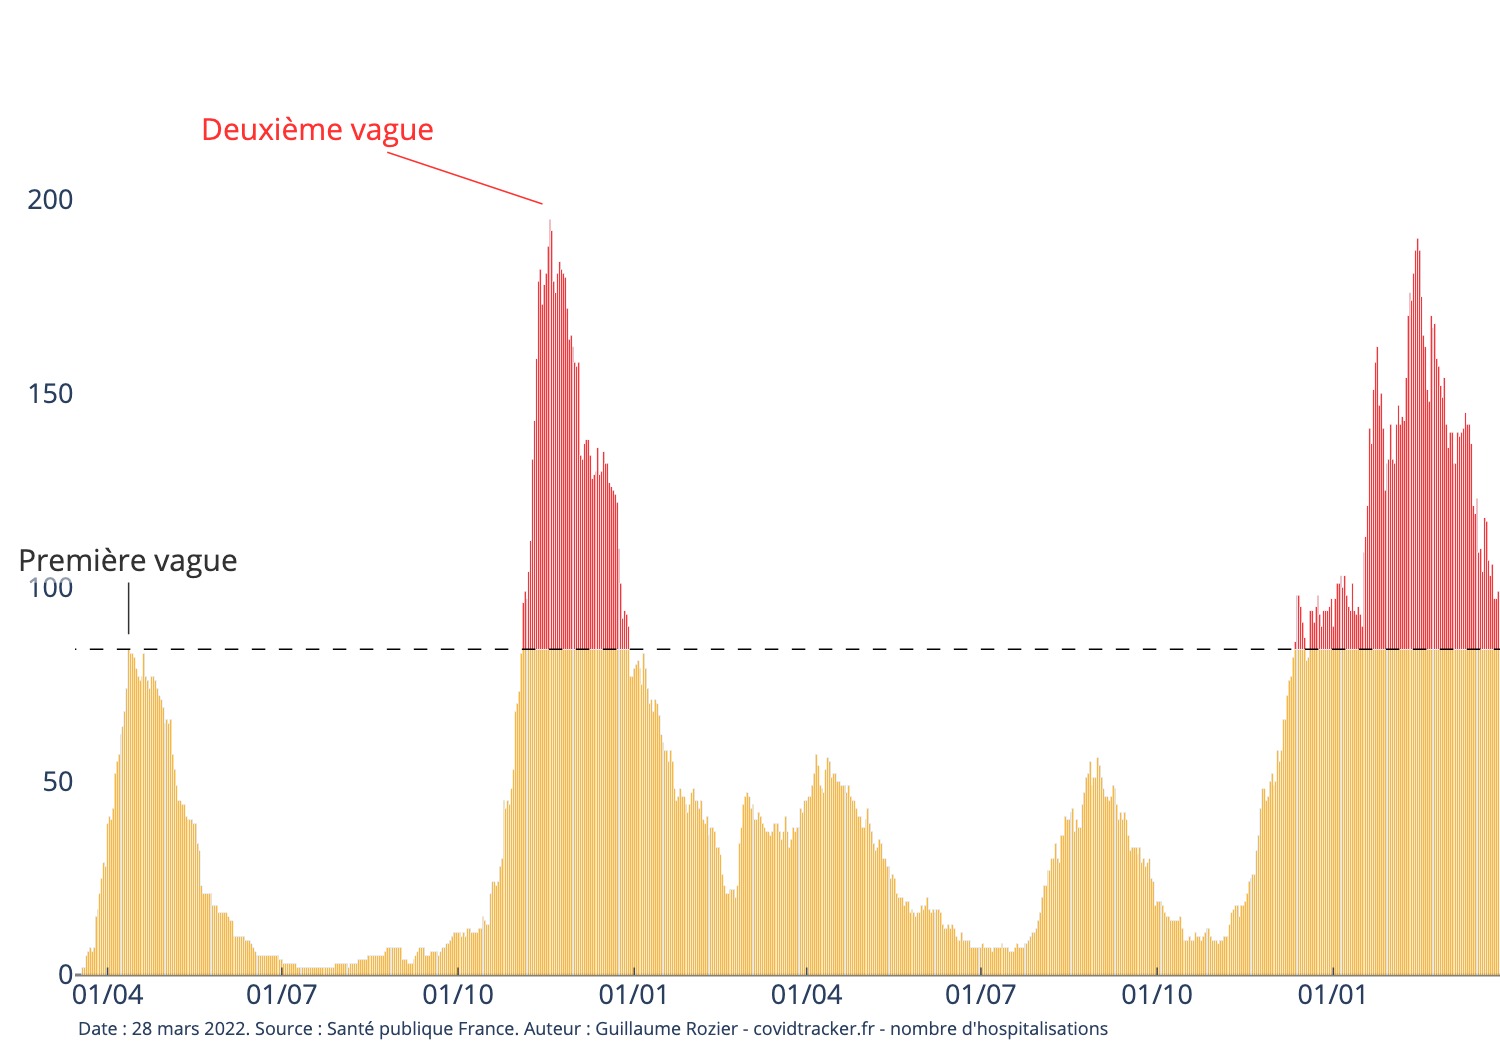 Deuxième vague
200
150
Première vague
100
50
0
01/04 01/07 01/10 01/01 01/04 01/07 01/10 01/01
Date : 28 mars 2022. Source : Santé publique France. Auteur : Guillaume Rozier - covidtracker.fr - nombre d'hospitalisations